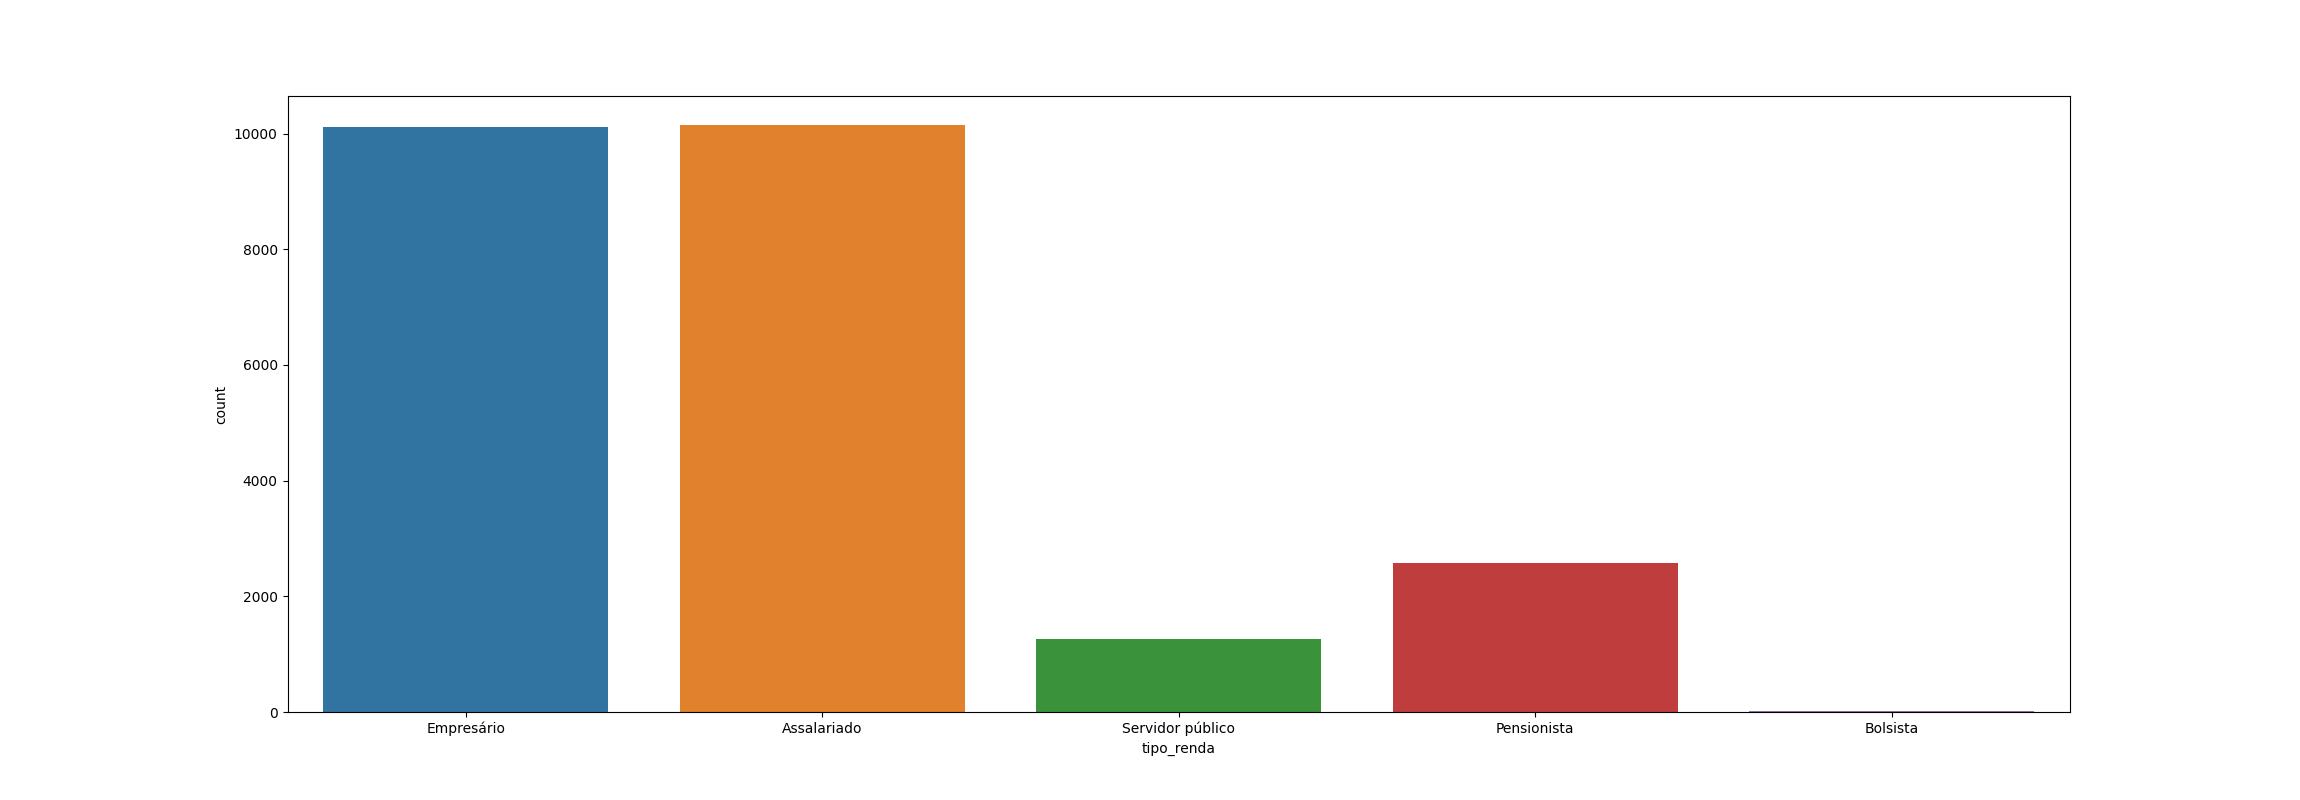 10000
8000
6000
4000
2000
0
count
Empresário Assalariado Servidor público Pensionista Bolsista
tipo_renda